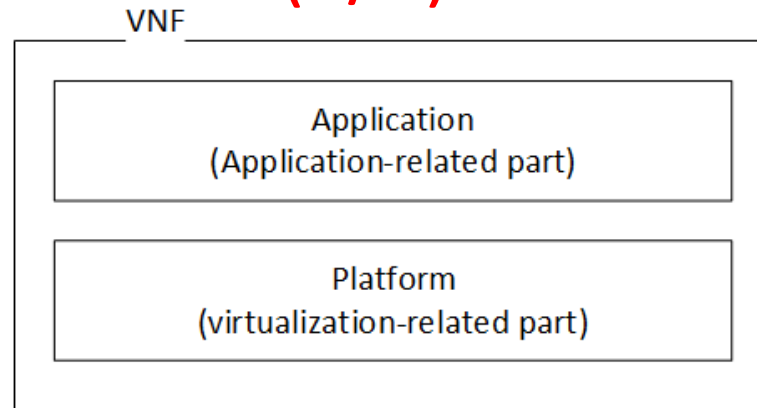 VNF
Application
(Application-related part)
Platform
(virtualization-related part)